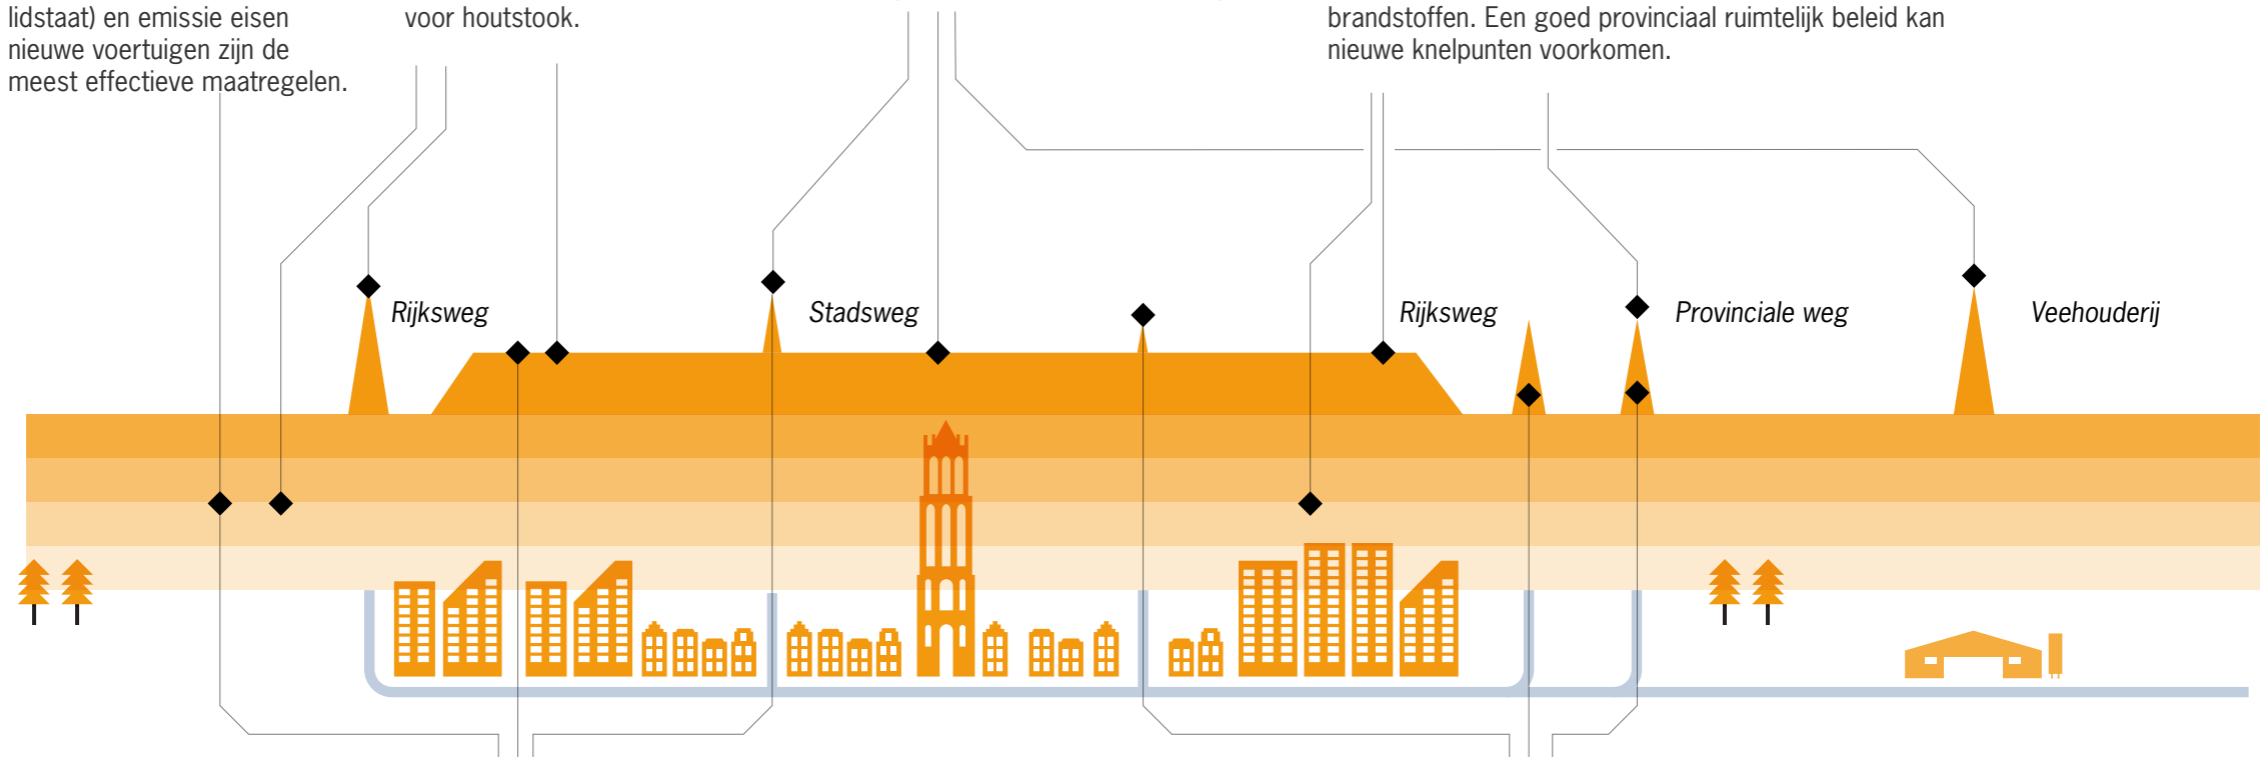 lidstaat) en emissie eisen
nieuwe voertuigen zijn de
meest effectieve maatregelen.
voor houtstook.
brandstoffen. Een goed provinciaal ruimtelijk beleid kan
nieuwe knelpunten voorkomen.
Rijksweg
Stadsweg
Rijksweg
Provinciale weg
Veehouderij